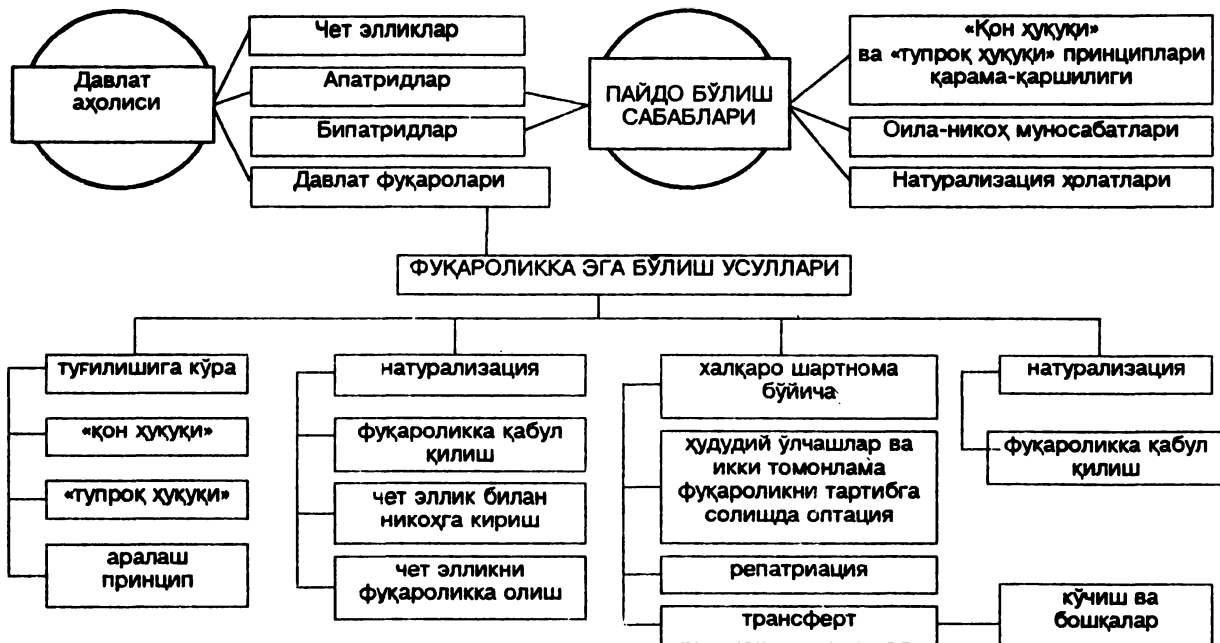 Давлат
аҳолиси
Чет элликлар
Апатридлар
Бипатридлар
Давлат фуқаролари
ПАЙДО БЎЛИШ
САБАБЛАРИ
«Қон ҳуқуқи»
ва «тупроқ ҳуқуқи» принциплари
қарама-қаршилиги
Оила-никоҳ муносабатлари
Натурализация ҳолатлари
ФУҚАРОЛИККА ЭГА БЎЛИШ УСУЛЛАРИ
туғилишига кўра
«қон ҳуқуқи»
«тупроқ ҳуқуқи»
аралаш
принцип
натурализация
фуқароликка қабул
қилиш
чет эллик билан
никоҳга кириш
чет элликни
фуқароликка олиш
халқаро шартнома
бўйича
ҳудудий ўлчашлар ва
икки томонлама
фуқароликни тартибга
солишда оптация
репатриация
трансферт
кўчиш ва
бошқалар
натурализация
фуқароликка қабул
қилиш